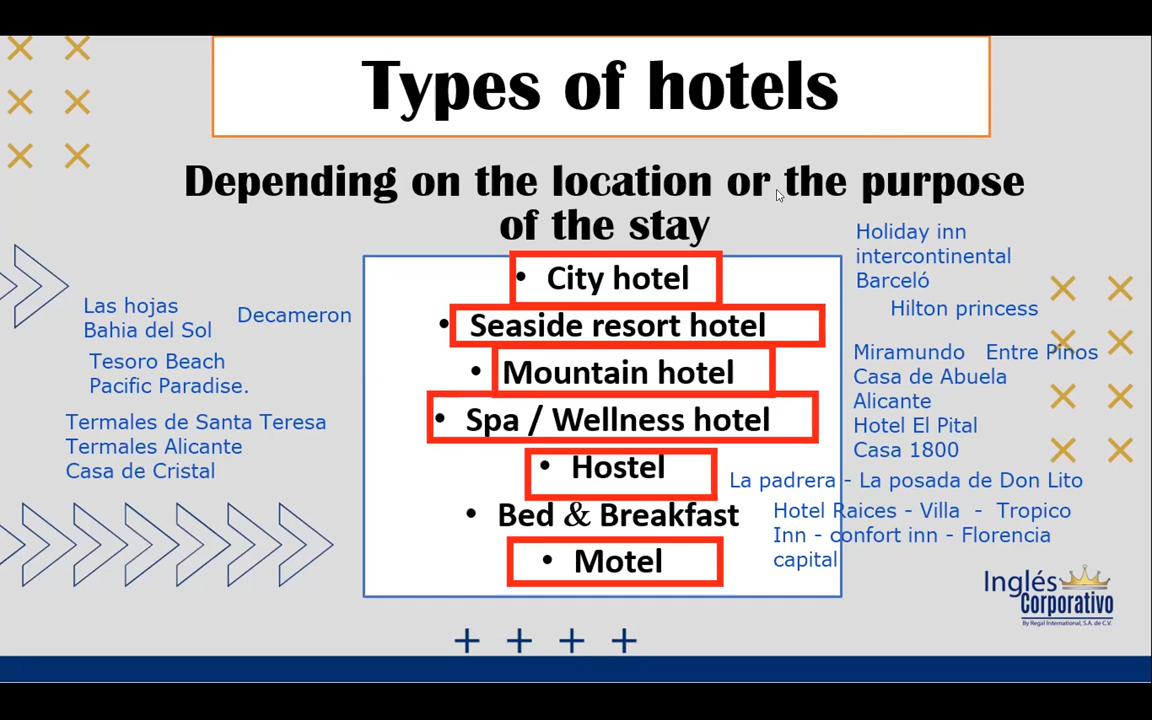 Types of hotels
Depending on the location or the purpose
of the stay
Holiday inn
intercontinental
Barceló
Hilton princess
• City hotel
• Seaside resort hotel
• Mountain hotel
• Spa / Wellness hotel
• Hostel
• Bed & Breakfast
• Motel
Las hojas
Bahia del Sol
Decameron
Tesoro Beach
Pacific Paradise.
Termales de Santa Teresa
Termales Alicante
Casa de Cristal
Miramundo Entre Pinos
Casa de Abuela
Alicante
Hotel El Pital
Casa 1800
La padrera - La posada de Don Lito
Hotel Raices - Villa - Tropico
Inn - confort inn - Florencia
capital
Inglés
Corporativo
By Regal International, S.A. de C.V.